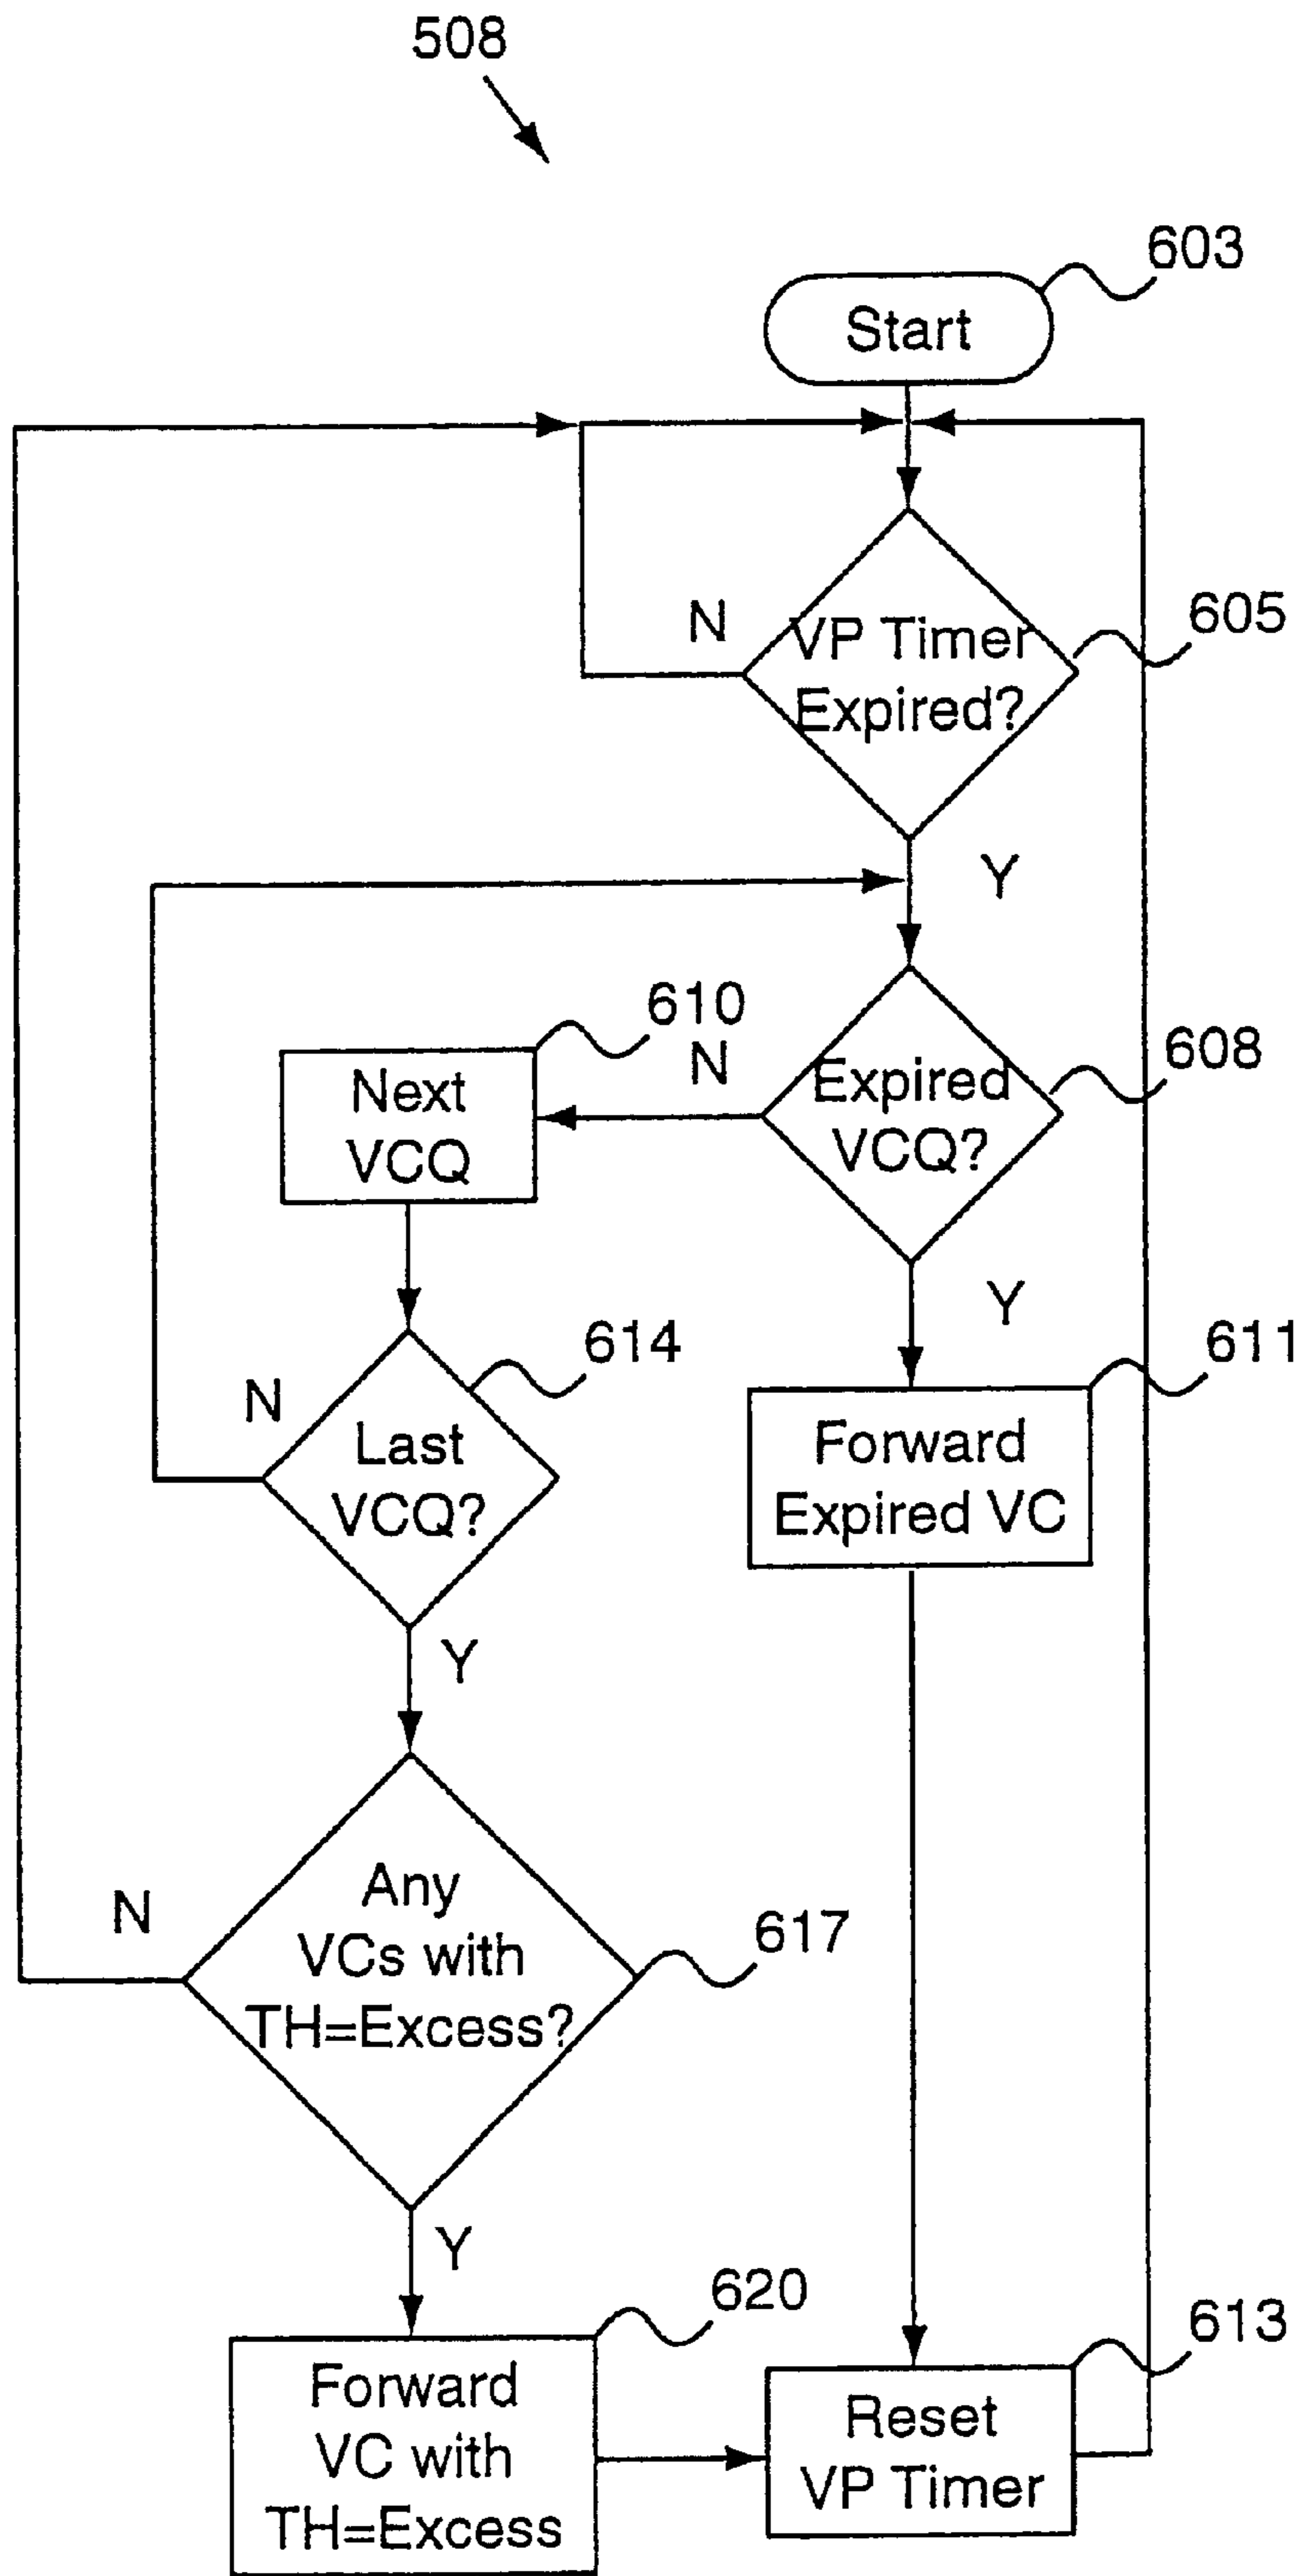 508
603
Start
N
VP Timer
Expired?
605
Y
610
N
Next
VCQ
Expired
VCQ?
608
Y
614
N
Last
VCQ?
611
Forward
Expired VC
Y
N
Any
VCs with
TH=Excess?
617
Y
620
Forward
VC with
TH=Excess
613
Reset
VP Timer